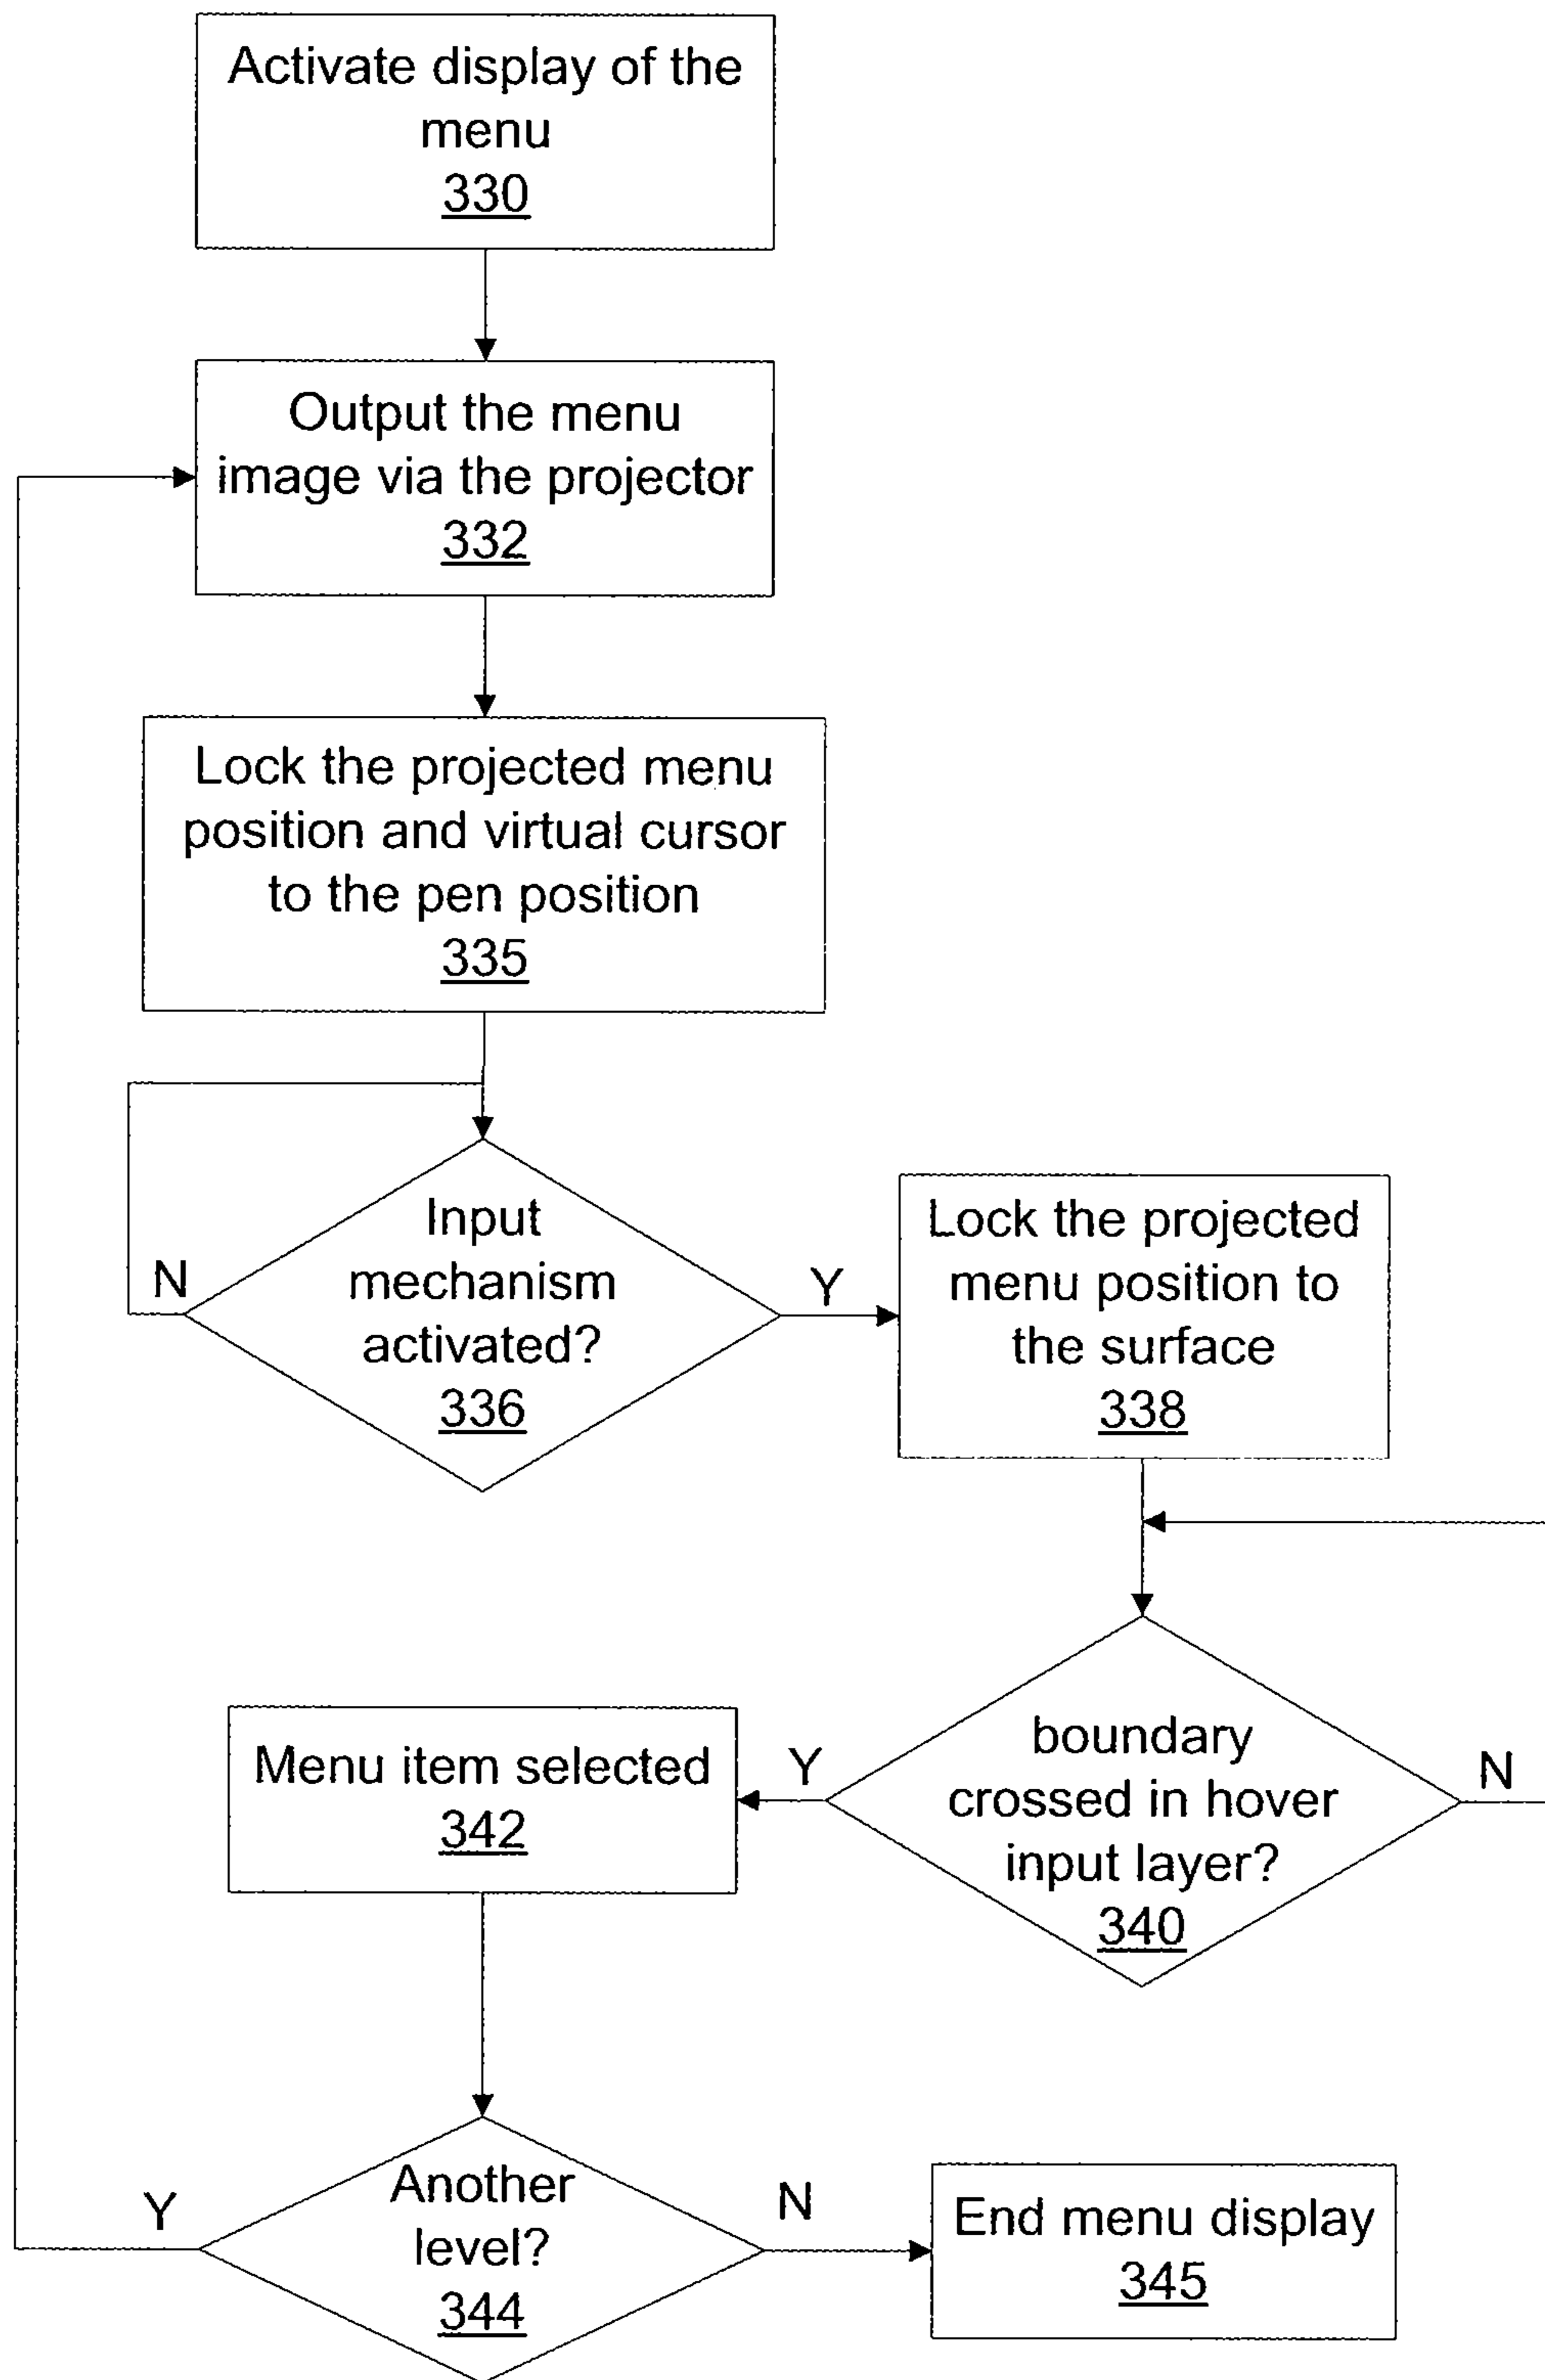 Activate display of the
menu
330
Output the menu
image via the projector
332
Lock the projected menu
position and virtual cursor
to the pen position
335
Input
mechanism
activated?
336
N
Y
Lock the projected
menu position to
the surface
338
boundary
crossed in hover
input layer?
340
Y
N
Menu item selected
342
Another
level?
344
Y
N
End menu display
345